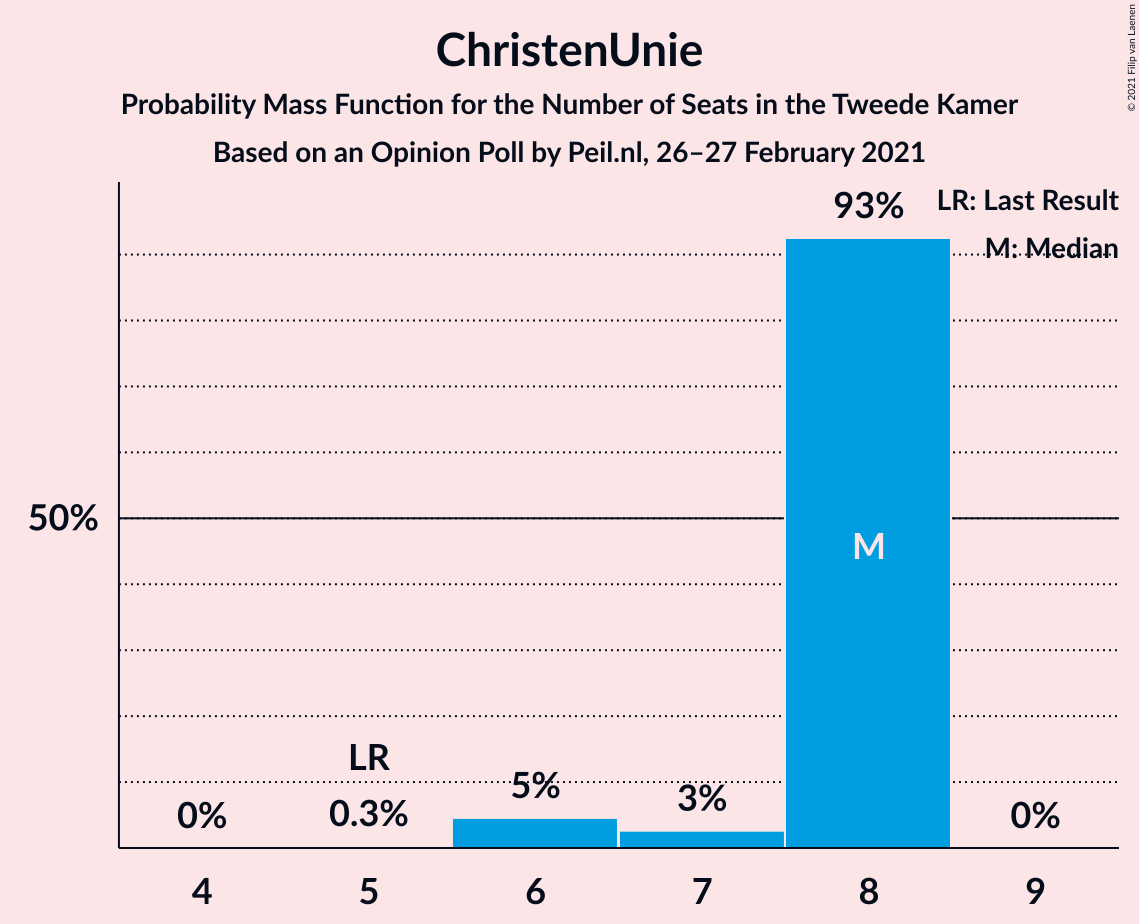 ChristenUnie
Probability Mass Function for the Number of Seats in the Tweede Kamer
Based on an Opinion Poll by Peil.nl, 26–27 February 2021
© 2021 Filip van Laenen
LR: Last Result
M: Median
93%
50%
M
LR
0%
0.3%
5%
3%
0%
4
5
6
7
8
9